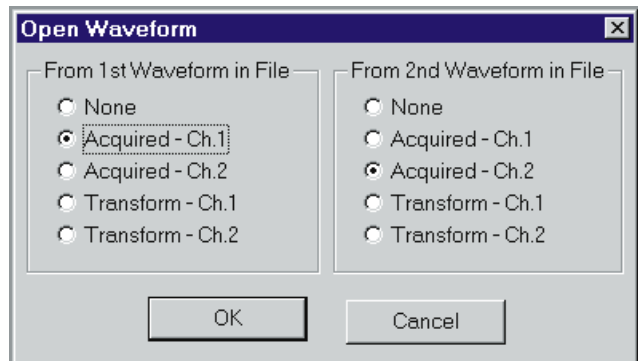 Open Waveform
From 1st Waveform in File
None
Acquired - Ch.1
Acquired - Ch.2
Transform - Ch.1
Transform - Ch.2
From 2nd Waveform in File
None
Acquired - Ch.1
Acquired - Ch.2
Transform - Ch.1
Transform - Ch.2
OK
Cancel